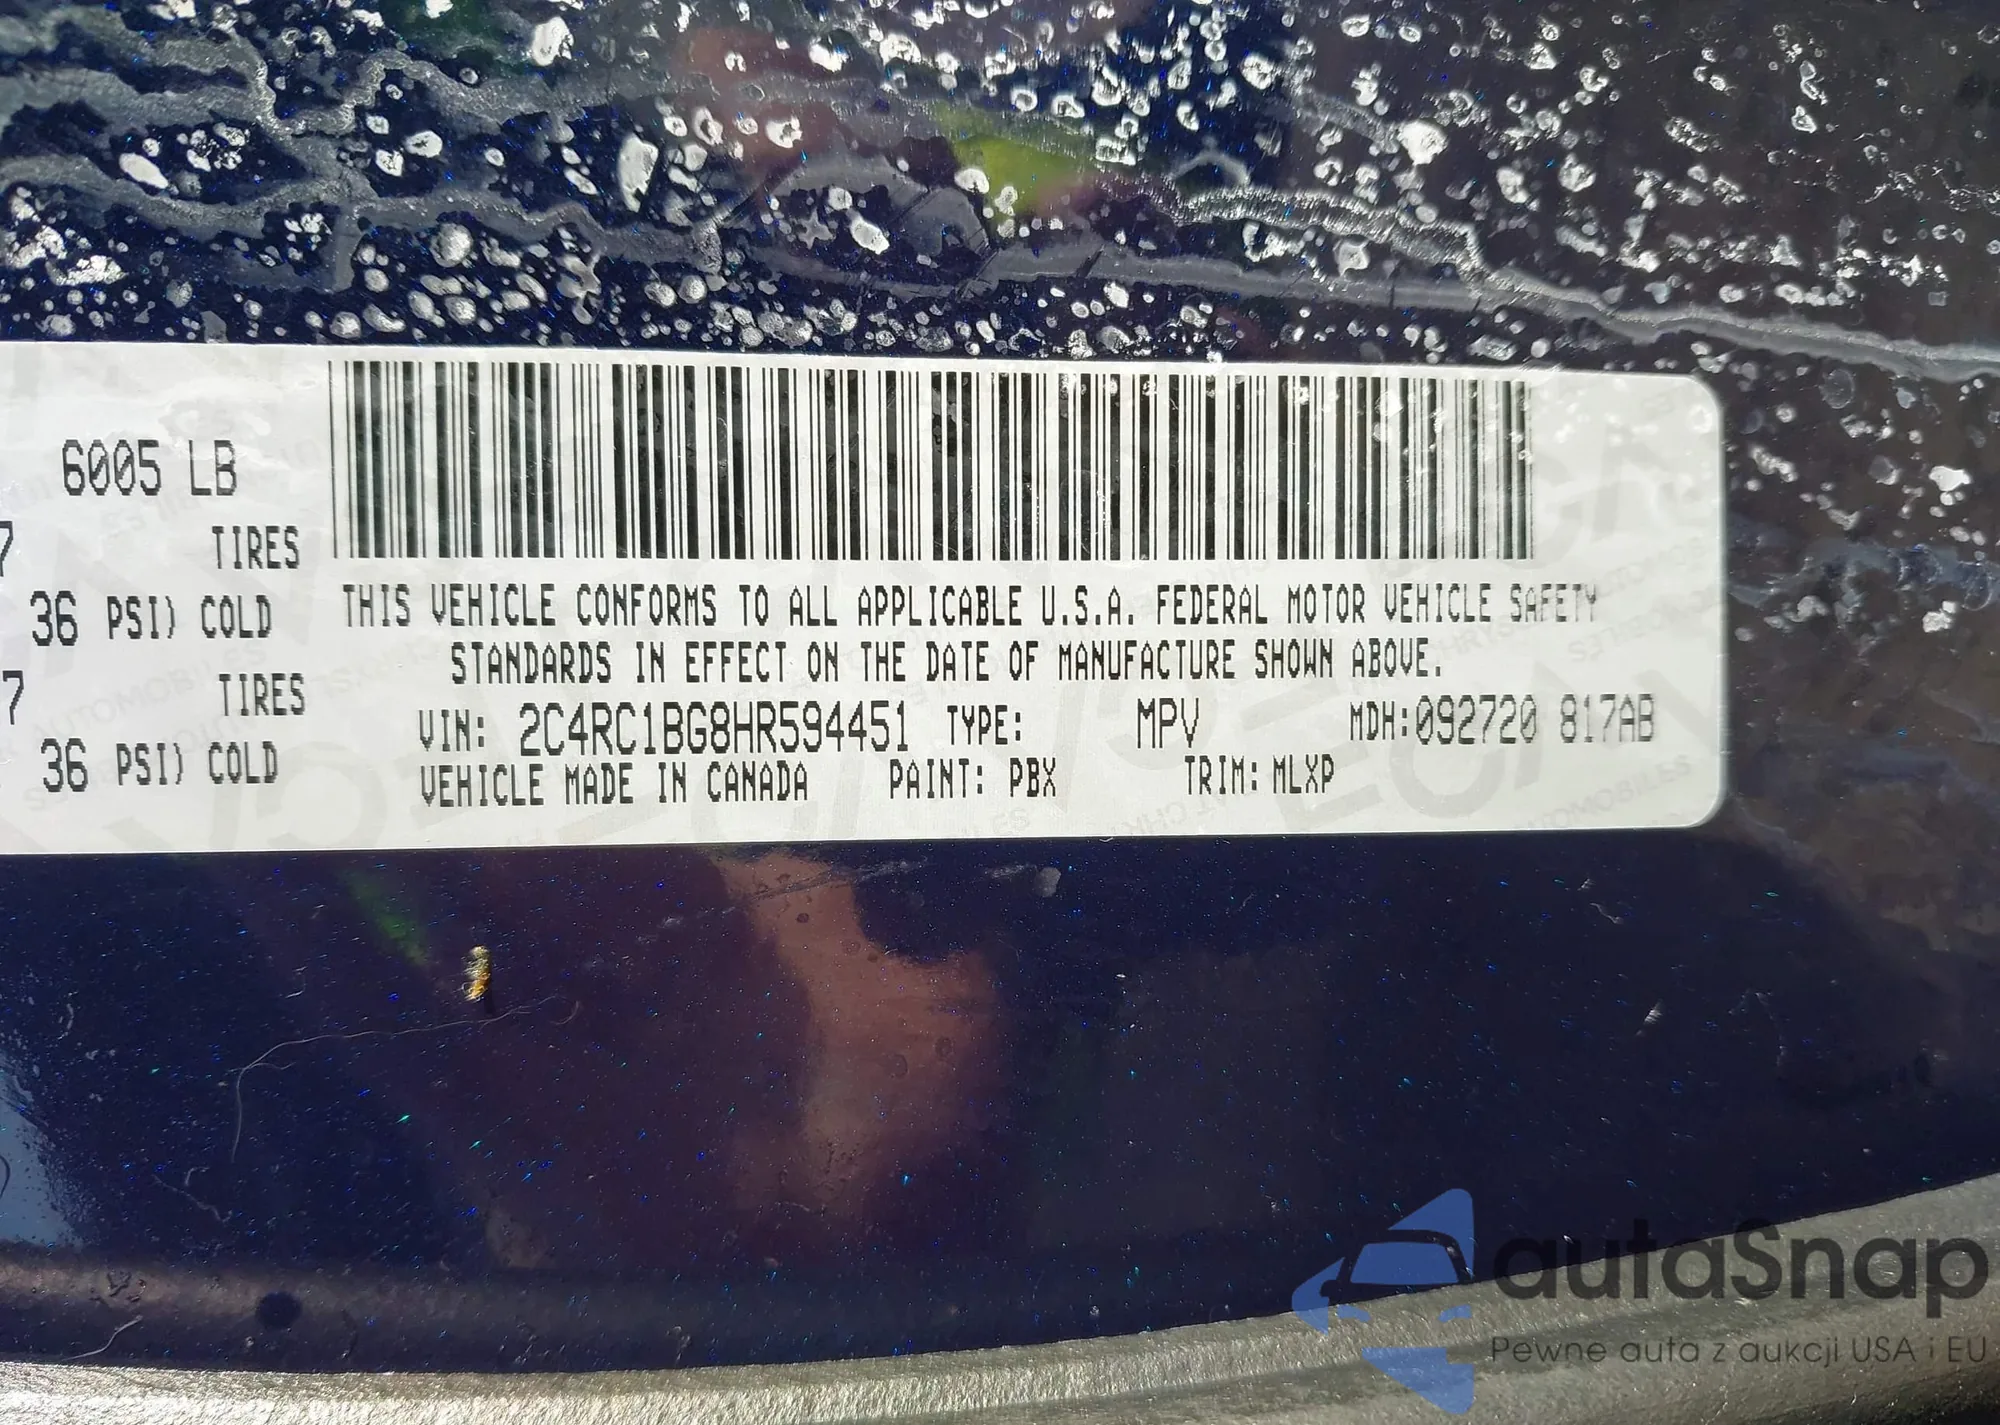 6005 LB
7 TIRES
36 PSI) COLD
7 TIRES
36 PSI) COLD
THIS VEHICLE CONFORMS TO ALL APPLICABLE U.S.A. FEDERAL MOTOR VEHICLE SAFETY
STANDARDS IN EFFECT ON THE DATE OF MANUFACTURE SHOWN ABOVE.
VIN: 2C4RC1BG8HR594451 TYPE: MPV MDH:092720 817AB
VEHICLE MADE IN CANADA PAINT: PBX TRIM: MLXP
autaSnap
Pewne auta z aukcji USA i EU